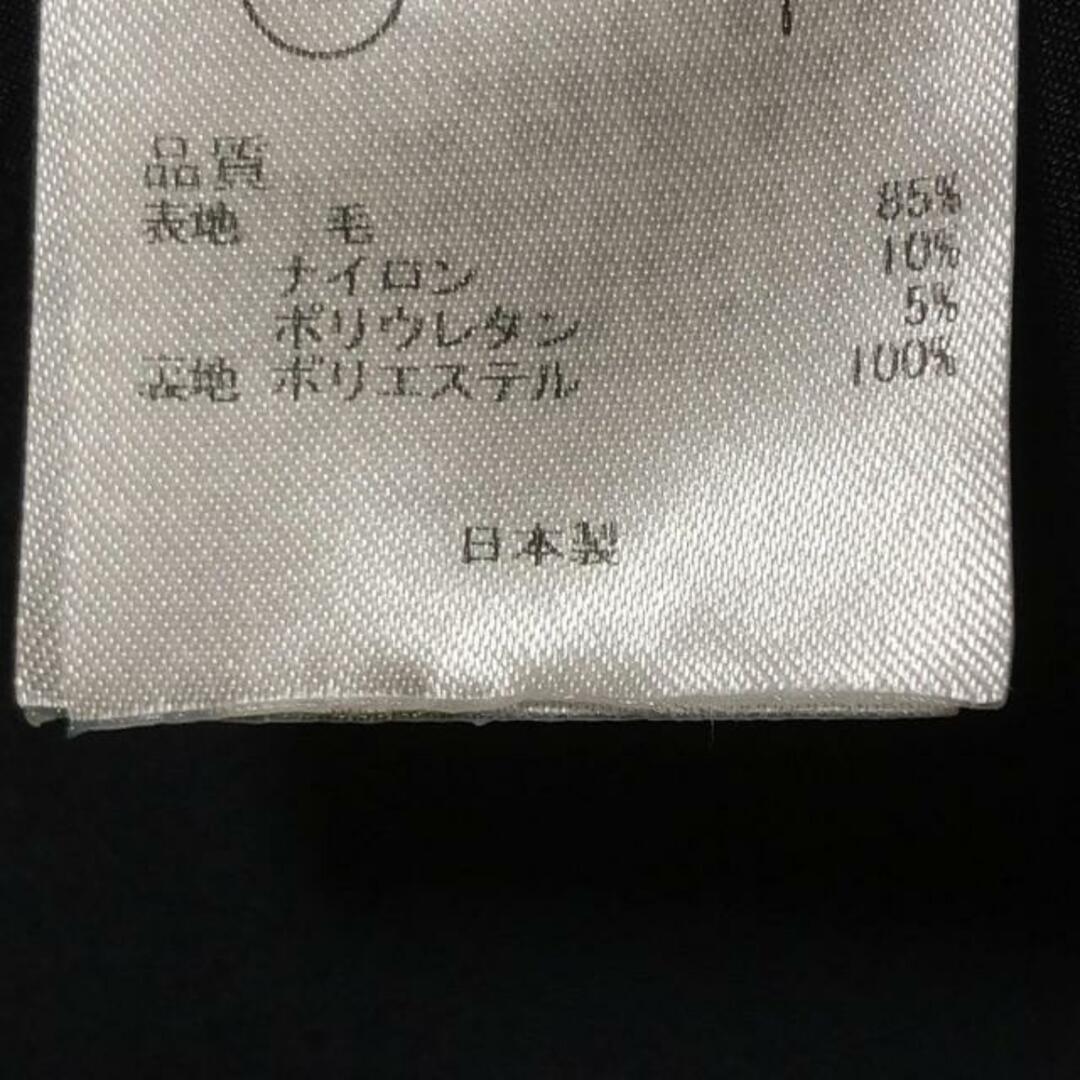 品質
表地 毛 85%
ナイロン 10%
ポリウレタン 5%
裏地 ポリエステル 100%
日本製